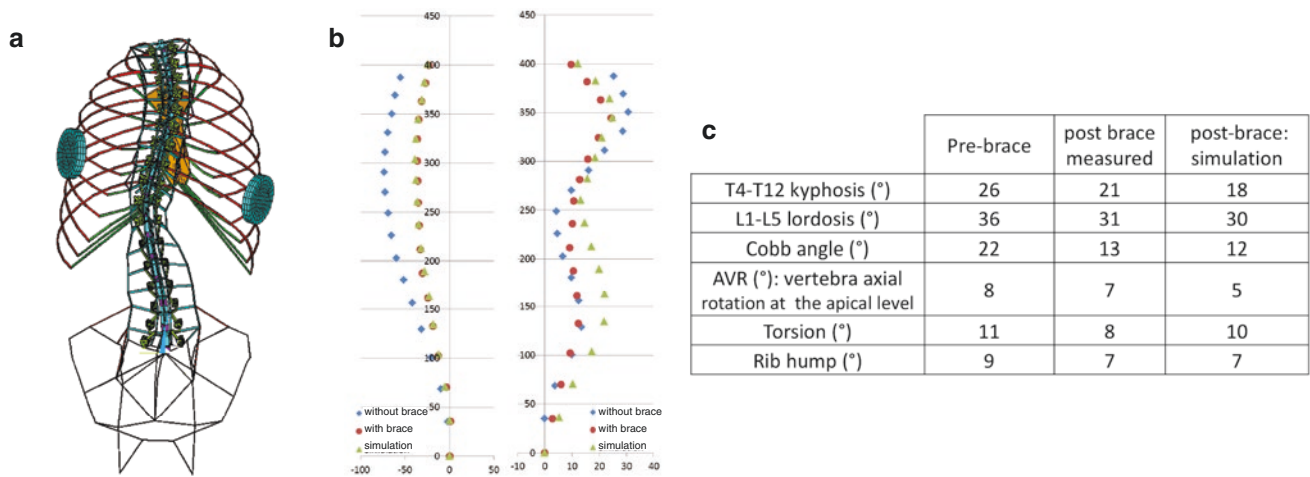 a
b
450
400
350
300
250
200
150
100
50
0
-100
-50
0
50
without brace
with brace
simulation
450
400
350
300
250
200
150
100
50
0
-10
0
10
20
30
40
without brace
with brace
simulation
c
Pre-brace
post brace
measured
post-brace:
simulation
T4-T12 kyphosis (°) 26 21 18
L1-L5 lordosis (°) 36 31 30
Cobb angle (°) 22 13 12
AVR (°): vertebra axial
rotation at the apical level
8 7 5
Torsion (°) 11 8 10
Rib hump (°) 9 7 7